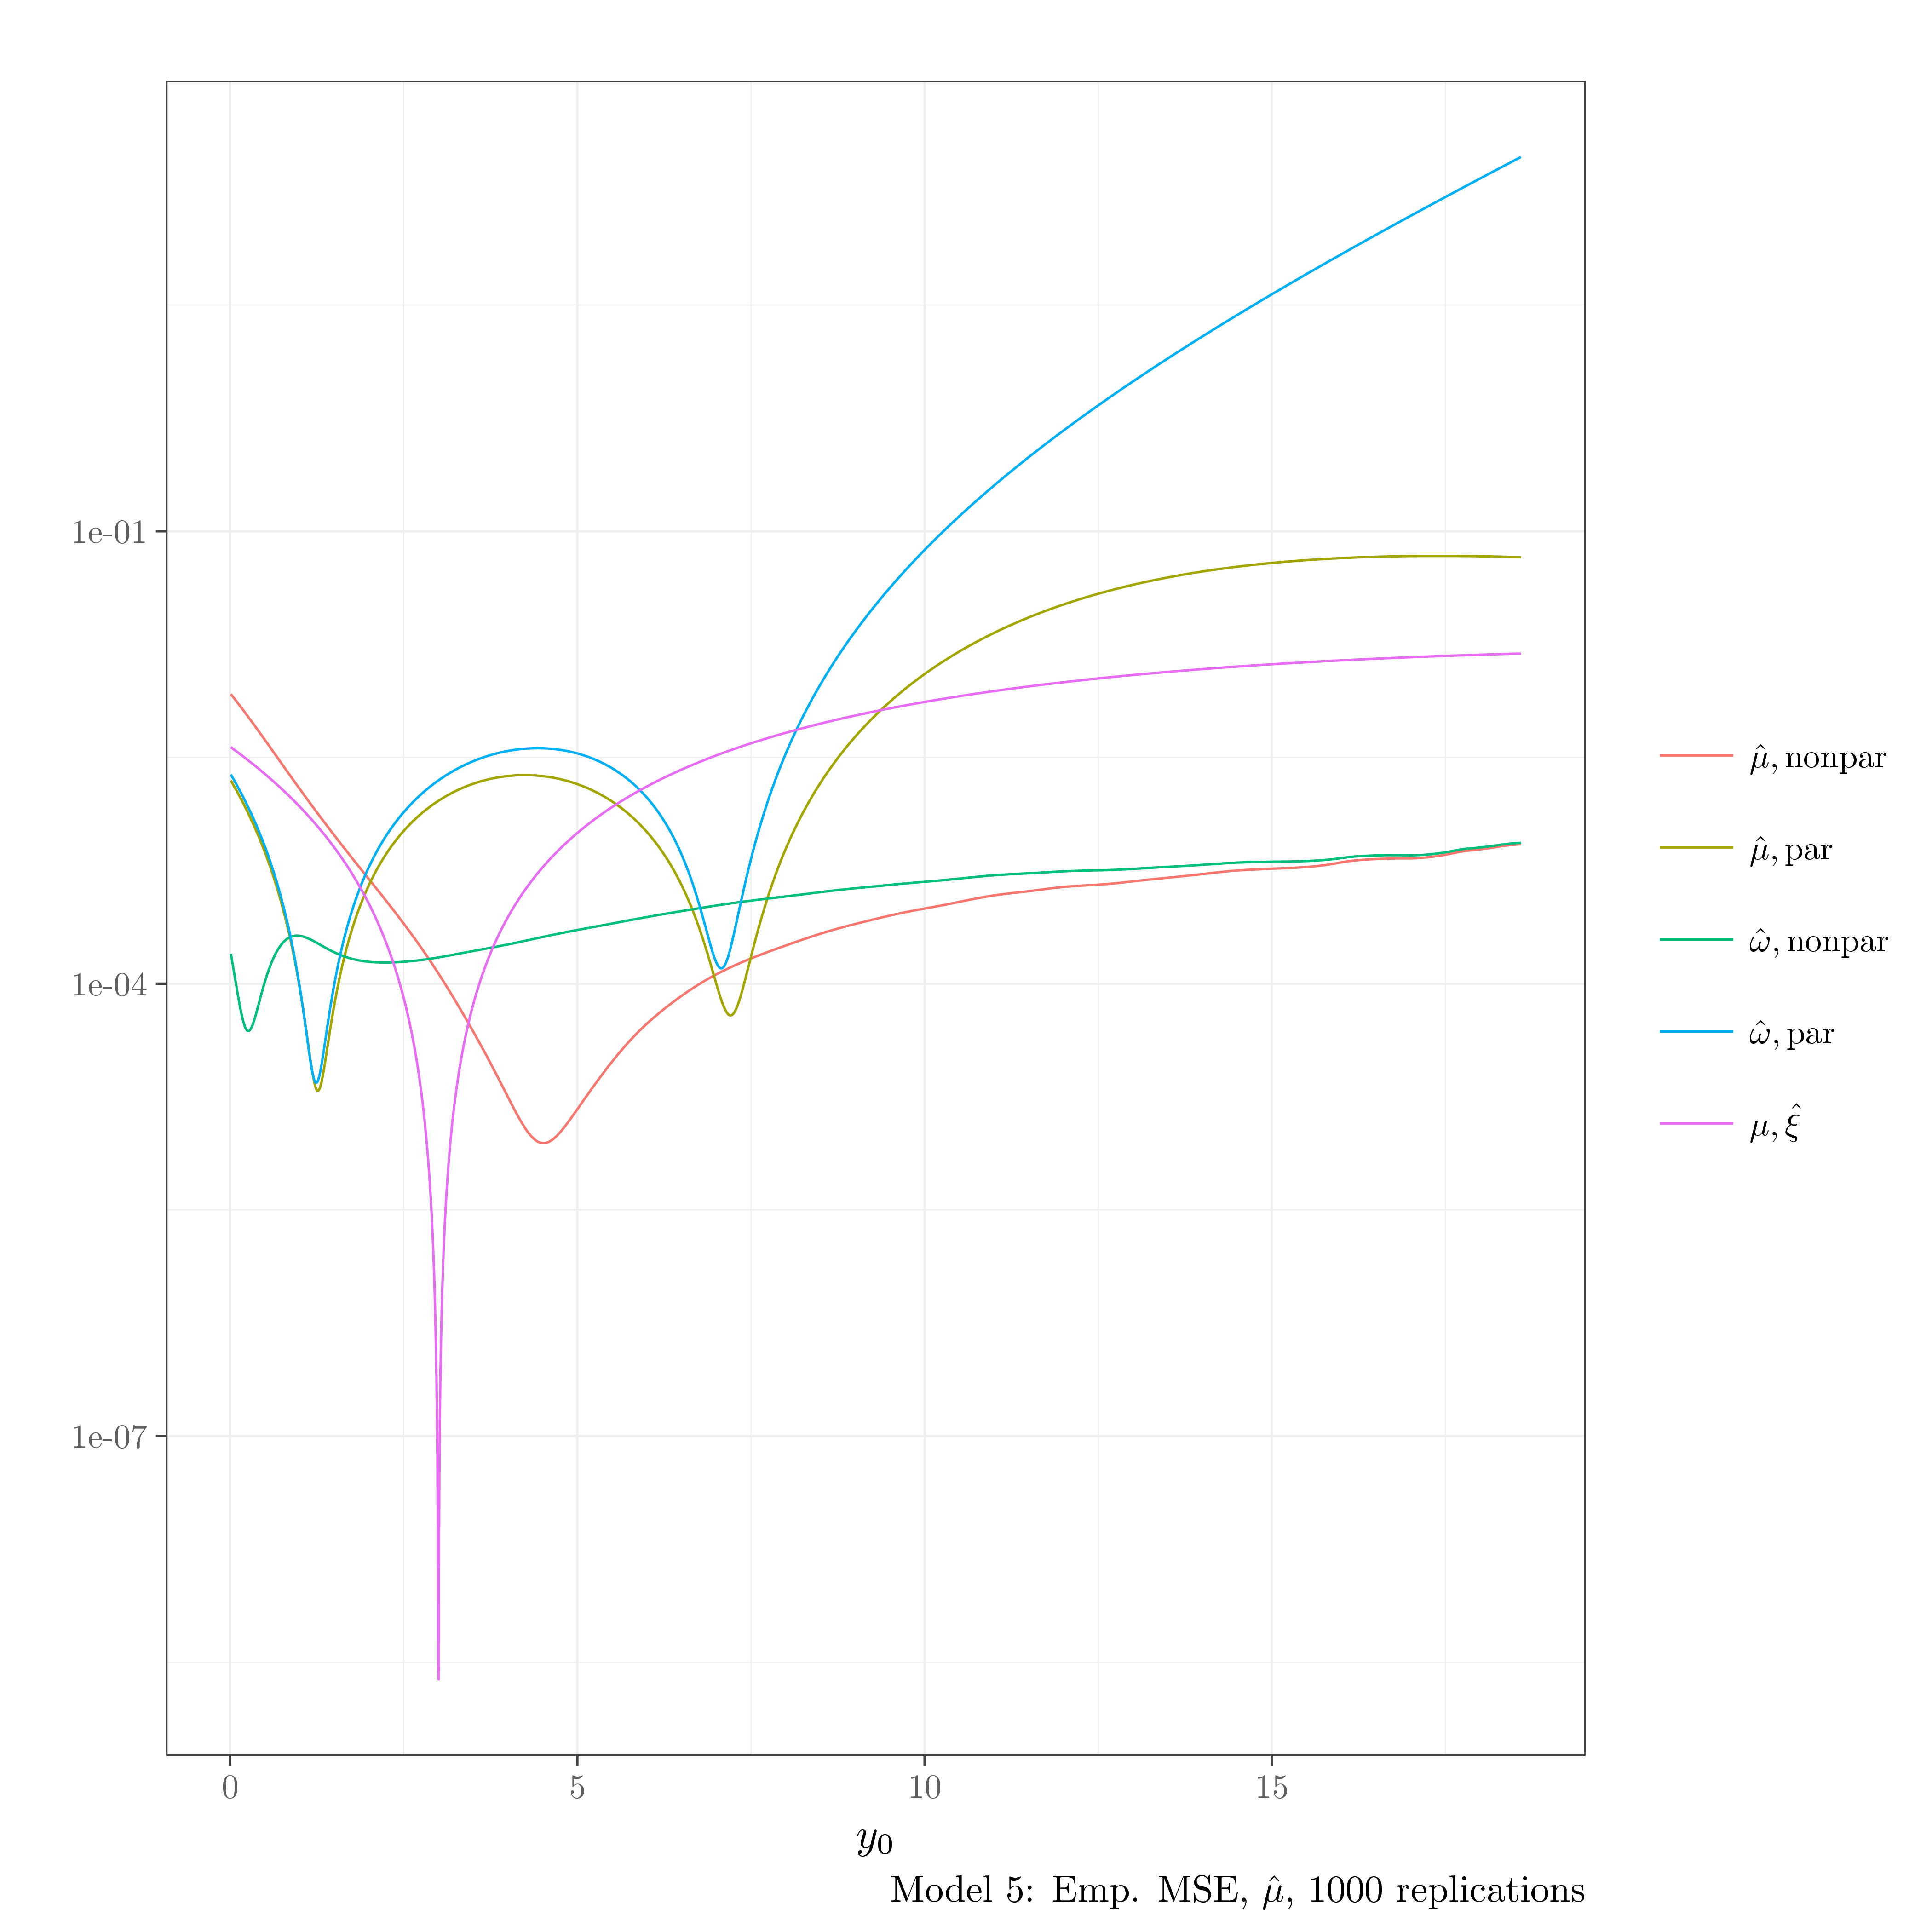 1e-01
1e-04
1e-07
0 5 10 15
y₀
μ̂, nonpar
μ̂, par
ω̂, nonpar
ω̂, par
μ, ξ̂
Model 5: Emp. MSE, μ̂, 1000 replications